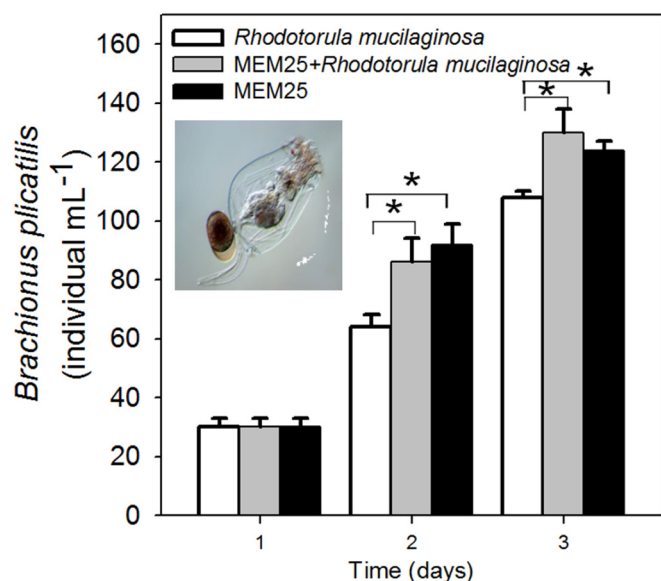 Rhodotorula mucilaginosa
MEM25+Rhodotorula mucilaginosa
MEM25
160
140
120
100
80
60
40
20
0
Brachionus plicatilis
(individual mL⁻¹)
* *
* *
1 2 3
Time (days)